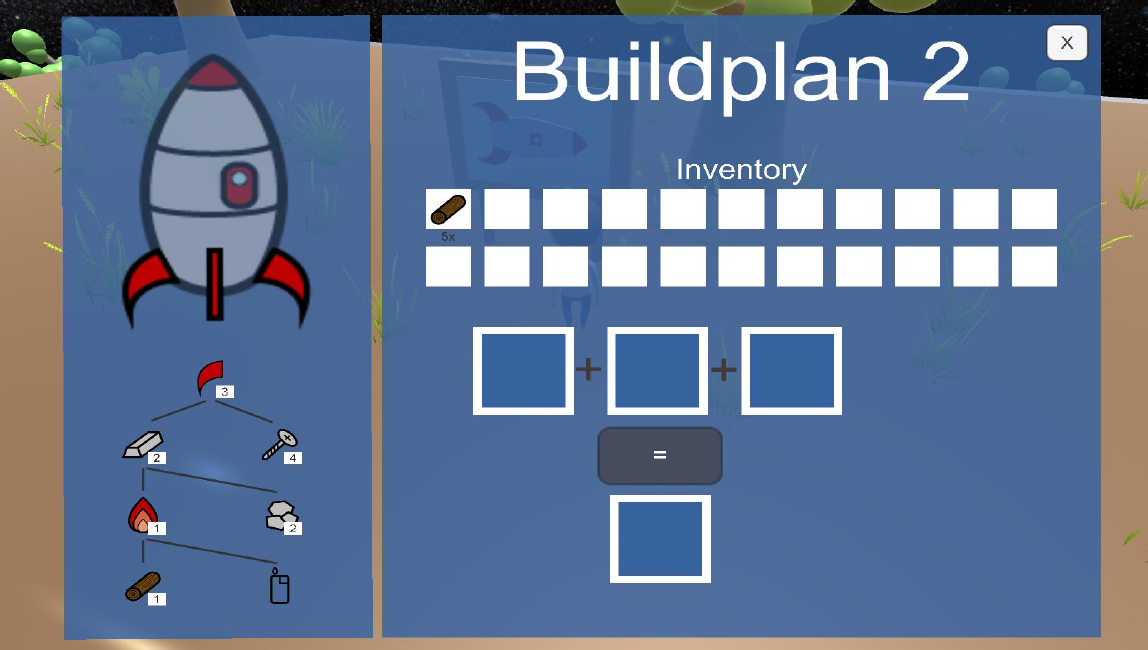 Buildplan 2
X
Inventory
5x
+ +
=
3
2 4
1 2
1